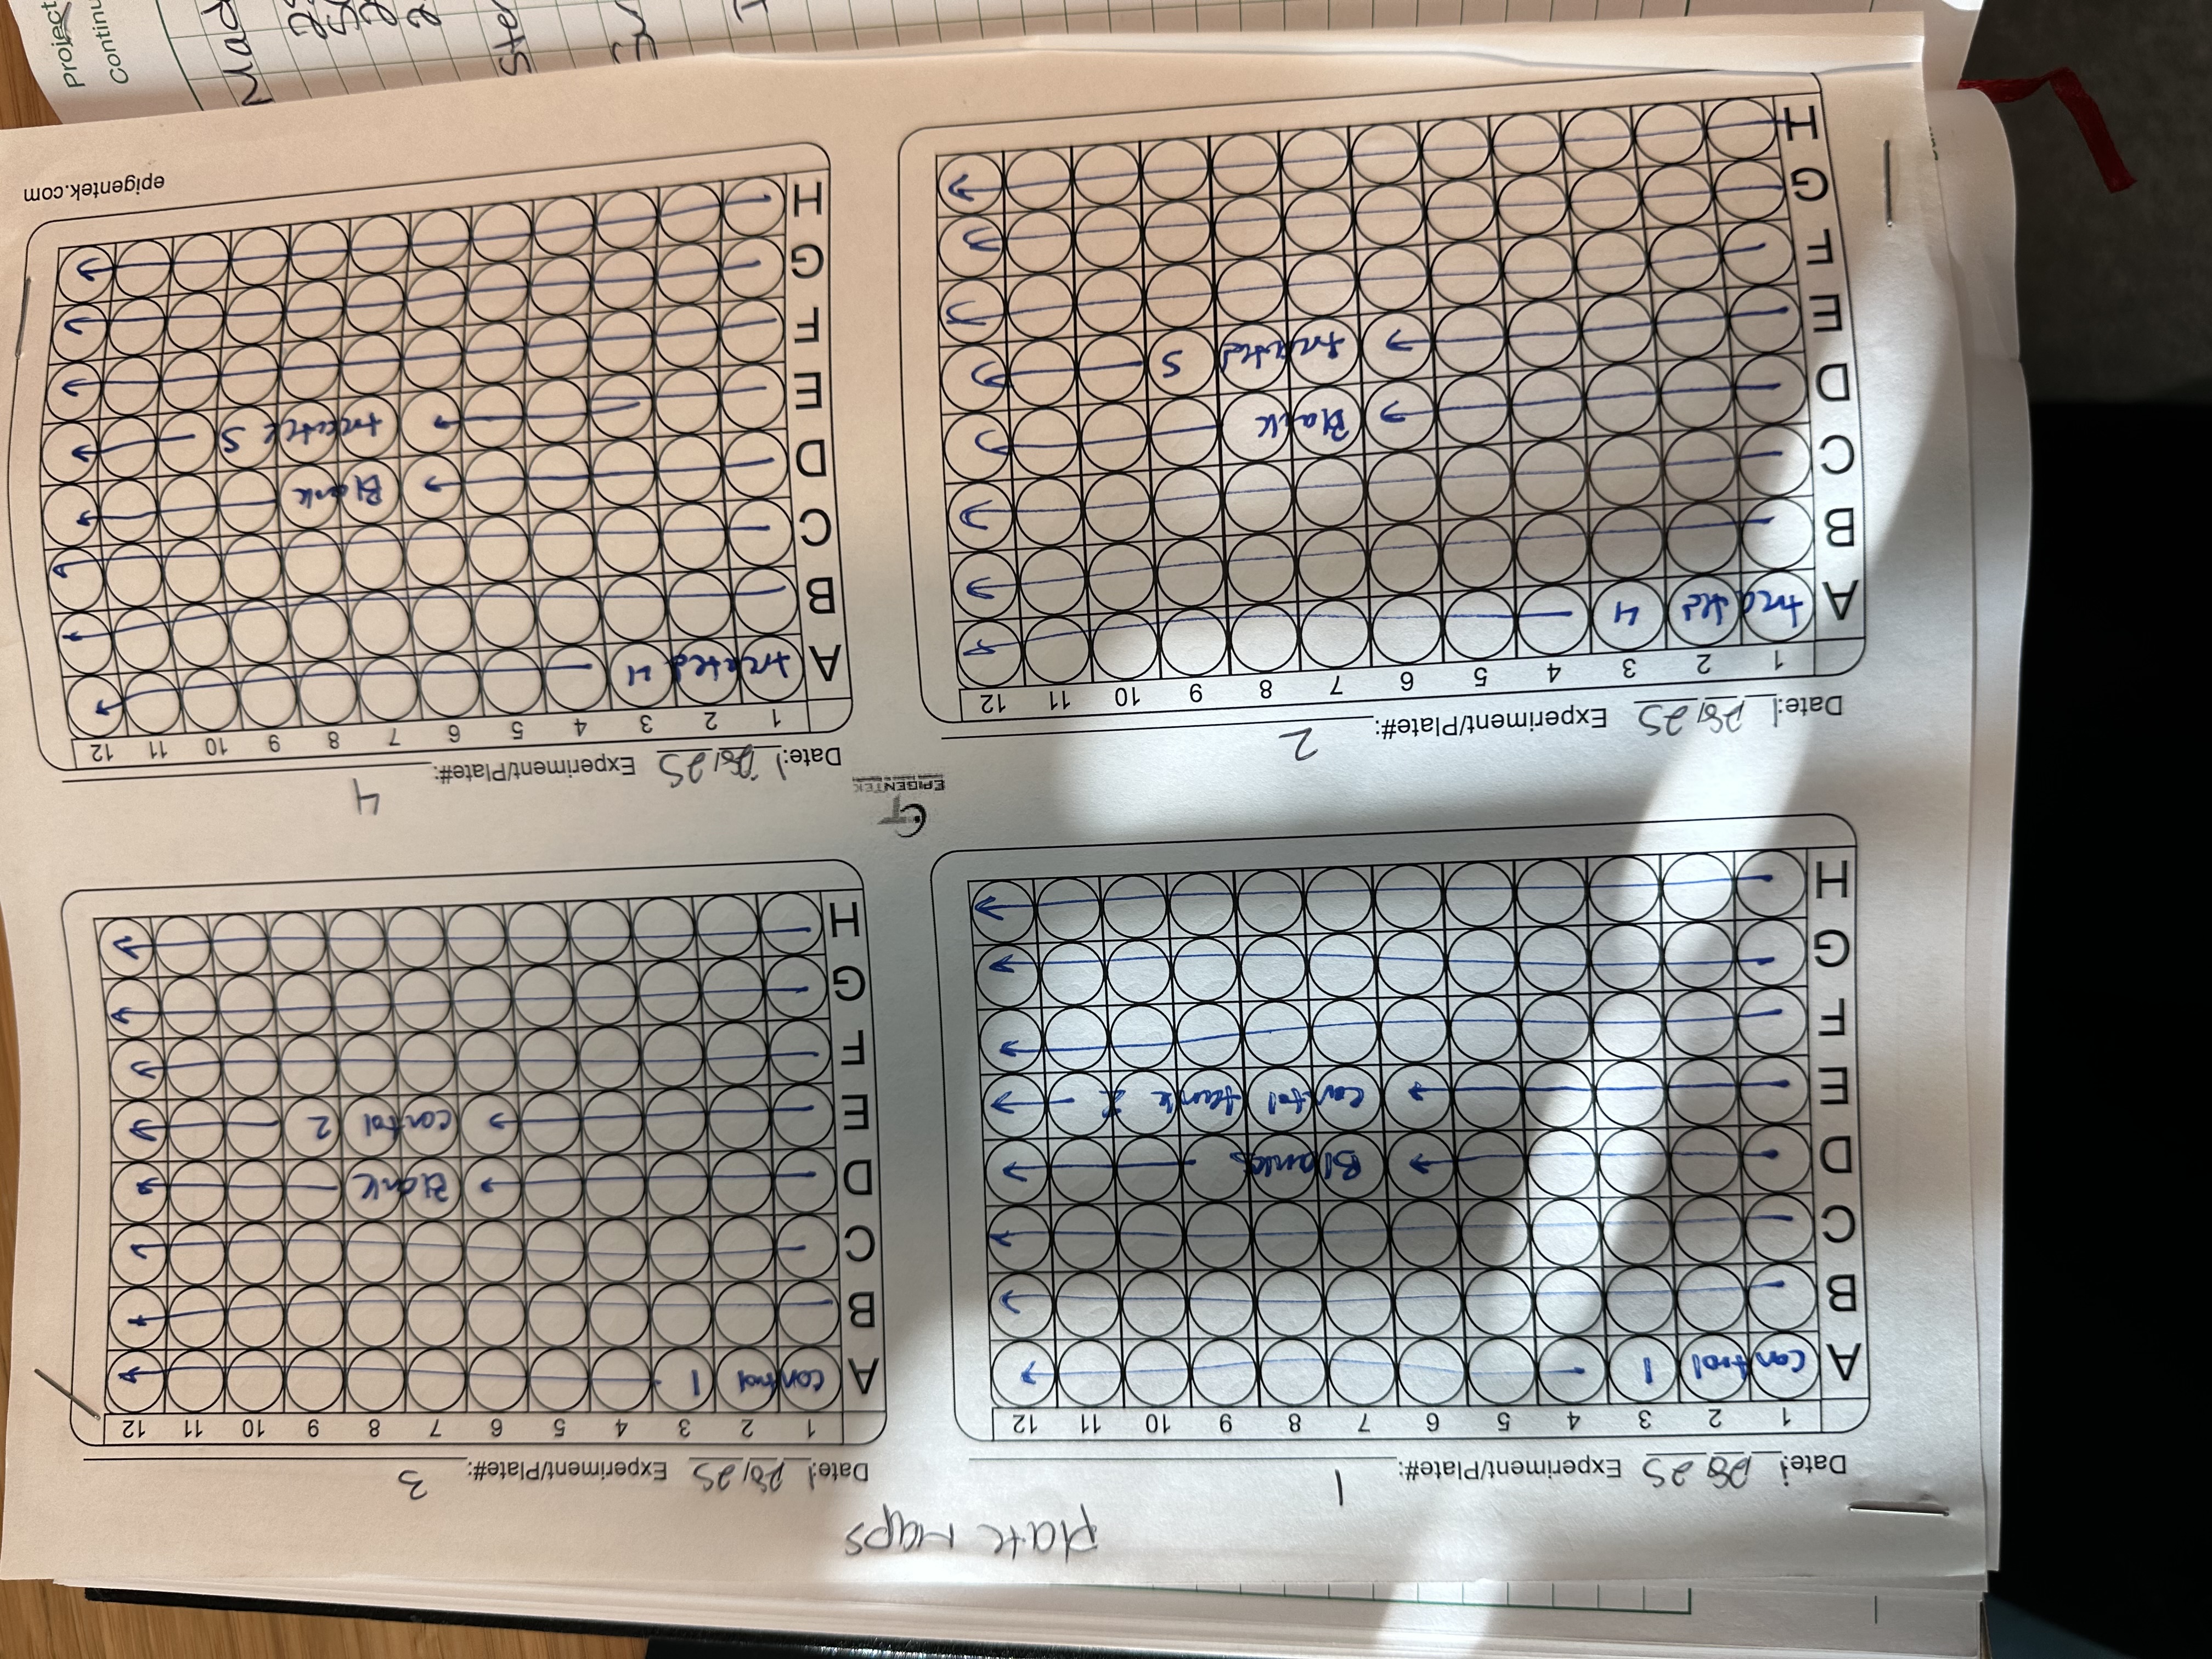 plate maps
Date: 1/28/25 Experiment/Plate#: 1
1 2 3 4 5 6 7 8 9 10 11 12
A control 1
B
C
D Blanks
E control tank 2
F
G
H
Date: 1/28/25 Experiment/Plate#: 3
1 2 3 4 5 6 7 8 9 10 11 12
A control 1
B
C
D Blank
E control 2
F
G
H
EPIGENTEK
Date: 1/28/25 Experiment/Plate#: 2
1 2 3 4 5 6 7 8 9 10 11 12
A treated 4
B
C
D Blank
E treated 5
F
G
H
Date: 1/28/25 Experiment/Plate#: 4
1 2 3 4 5 6 7 8 9 10 11 12
A treated 4
B
C
D Blank
E treated 5
F
G
H
epigentek.com
Project
Continu
Mad
Ste